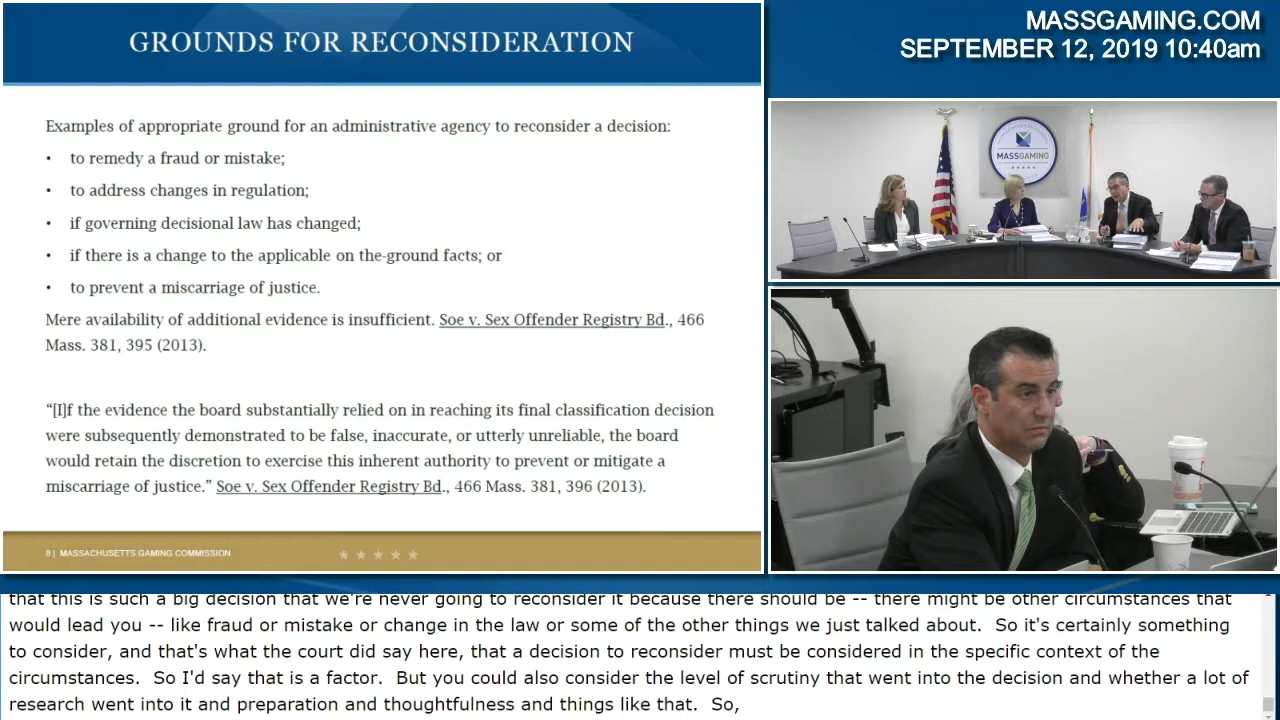 GROUNDS FOR RECONSIDERATION
Examples of appropriate ground for an administrative agency to reconsider a decision:
• to remedy a fraud or mistake;
• to address changes in regulation;
• if governing decisional law has changed;
• if there is a change to the applicable on the-ground facts; or
• to prevent a miscarriage of justice.
Mere availability of additional evidence is insufficient. Soe v. Sex Offender Registry Bd., 466
Mass. 381, 395 (2013).
“[I]f the evidence the board substantially relied on in reaching its final classification decision
were subsequently demonstrated to be false, inaccurate, or utterly unreliable, the board
would retain the discretion to exercise this inherent authority to prevent or mitigate a
miscarriage of justice.” Soe v. Sex Offender Registry Bd., 466 Mass. 381, 396 (2013).
8 | MASSACHUSETTS GAMING COMMISSION
MASSGAMING.COM
SEPTEMBER 12, 2019 10:40am
MASSGAMING
that this is such a big decision that we're never going to reconsider it because there should be -- there might be other circumstances that
would lead you -- like fraud or mistake or change in the law or some of the other things we just talked about. So it's certainly something
to consider, and that's what the court did say here, that a decision to reconsider must be considered in the specific context of the
circumstances. So I'd say that is a factor. But you could also consider the level of scrutiny that went into the decision and whether a lot of
research went into it and preparation and thoughtfulness and things like that. So,